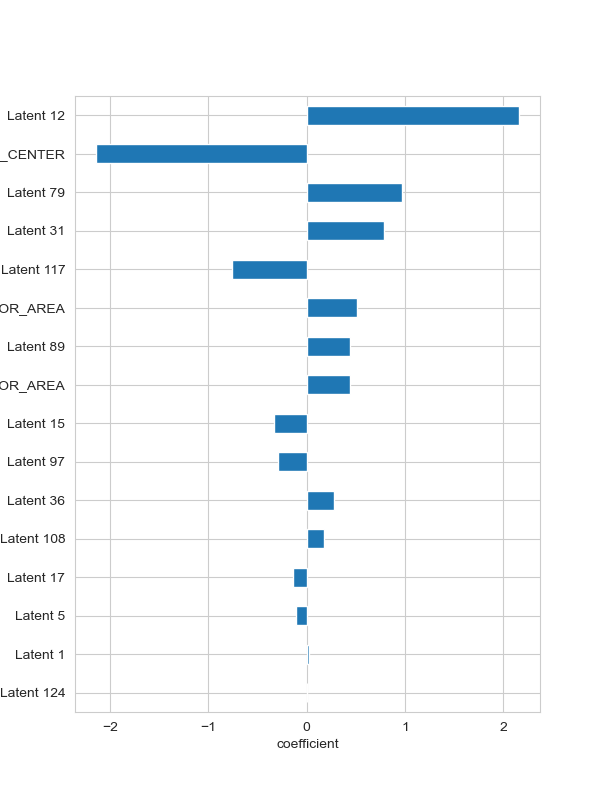 Latent 12
_CENTER
Latent 79
Latent 31
Latent 117
OR_AREA
Latent 89
OR_AREA
Latent 15
Latent 97
Latent 36
Latent 108
Latent 17
Latent 5
Latent 1
Latent 124
−2 −1 0 1 2
coefficient